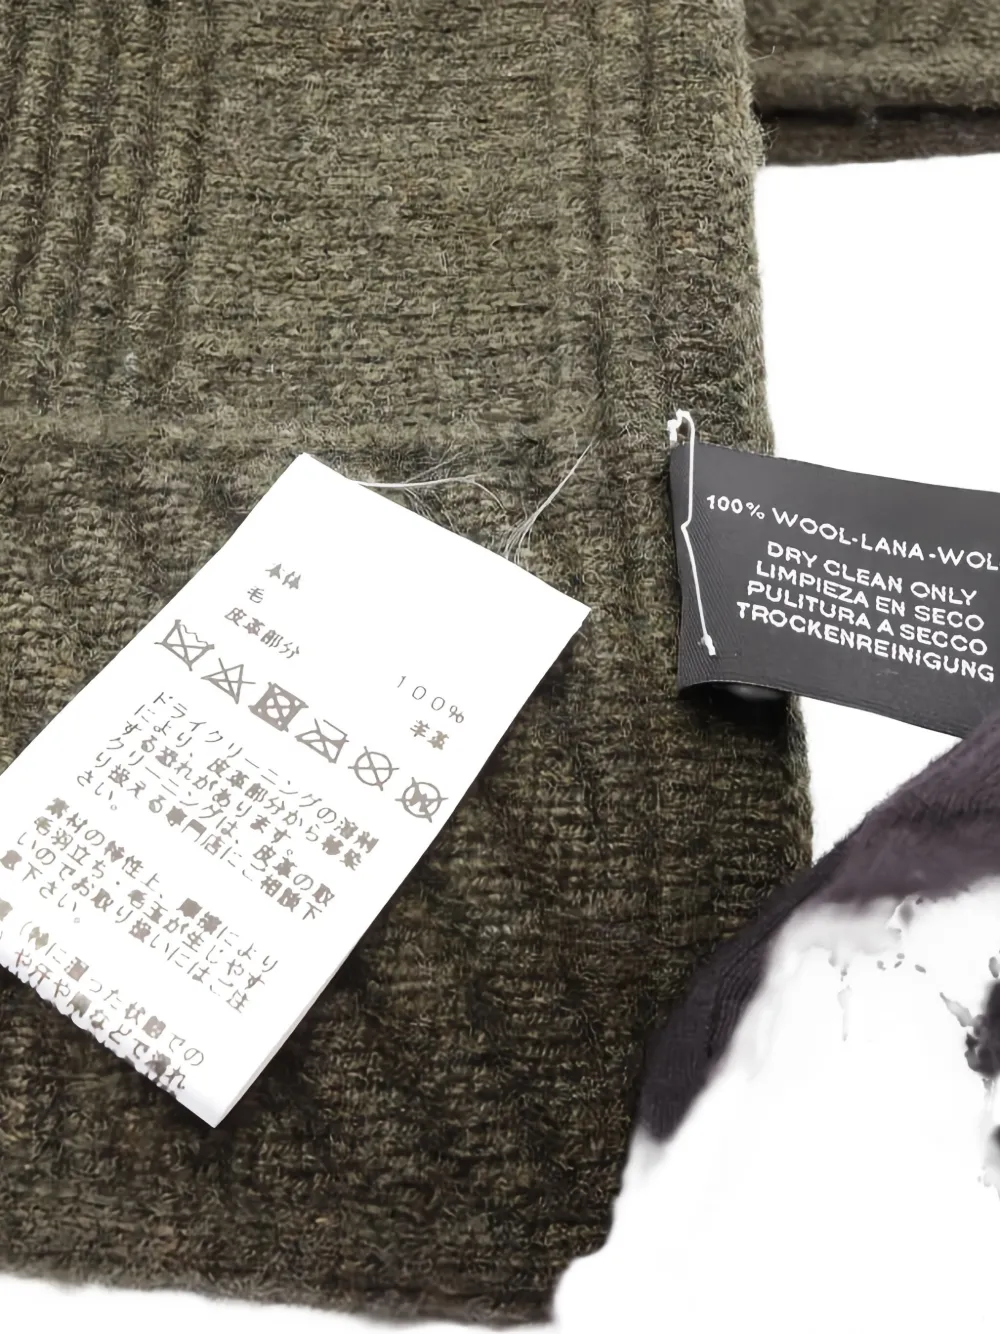 本体
毛
100%
皮革部分
羊革
ドライクリーニングの溶剤
により、皮革部分から移染
する恐れがあります。
クリーニングは、皮革の取
り扱える専門店にご相談下
さい。
素材の特性上、摩擦により
毛羽立ち・毛玉が生じやす
いのでお取り扱いにはご注
意下さい。
(特に湿った状態での
や汗や雨などで濡れ
100% WOOL-LANA-WOL
DRY CLEAN ONLY
LIMPIEZA EN SECO
PULITURA A SECCO
TROCKENREINIGUNG